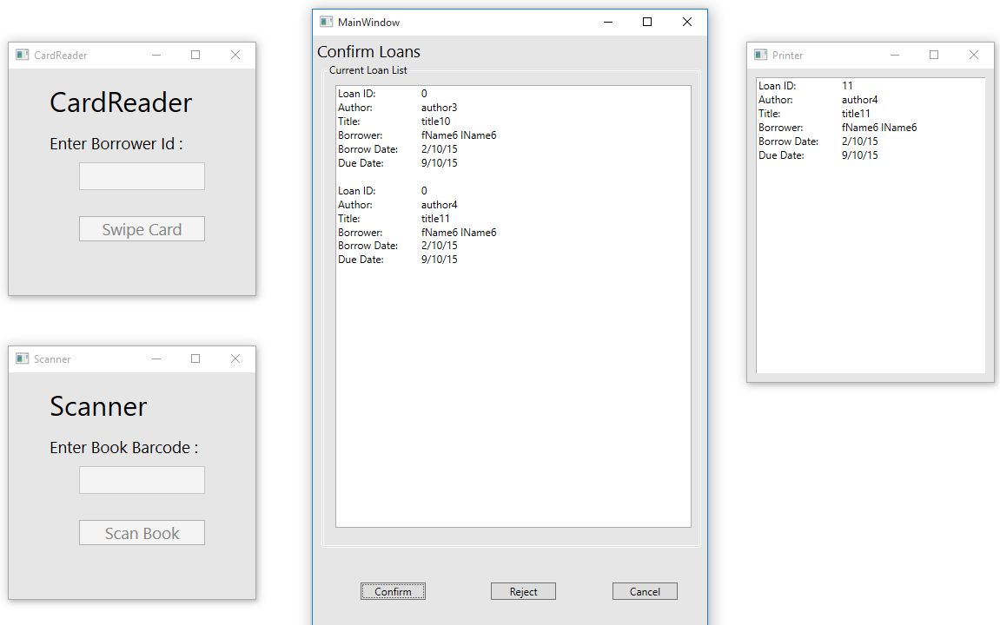 CardReader
CardReader
Enter Borrower Id :
Swipe Card
Scanner
Scanner
Enter Book Barcode :
Scan Book
MainWindow
Confirm Loans
Current Loan List
Loan ID: 0
Author: author3
Title: title10
Borrower: fName6 lName6
Borrow Date: 2/10/15
Due Date: 9/10/15
Loan ID: 0
Author: author4
Title: title11
Borrower: fName6 lName6
Borrow Date: 2/10/15
Due Date: 9/10/15
Confirm Reject Cancel
Printer
Loan ID: 11
Author: author4
Title: title11
Borrower: fName6 lName6
Borrow Date: 2/10/15
Due Date: 9/10/15